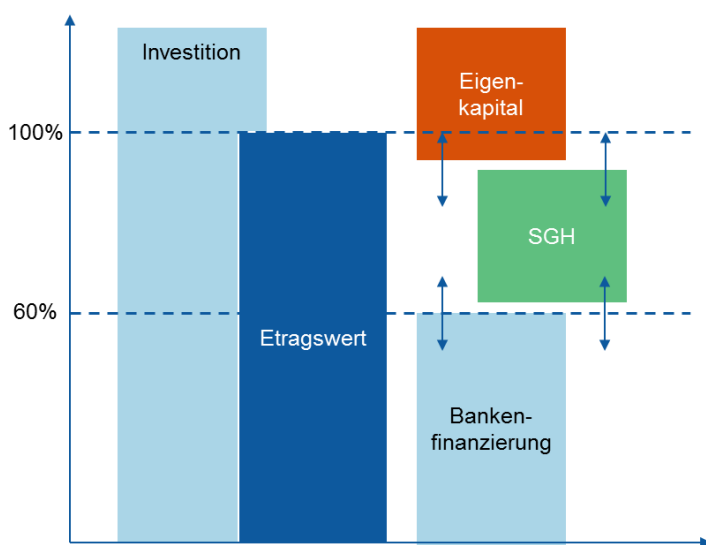 Investition
Eigen-
kapital
100%
SGH
60%
Etragswert
Banken-
finanzierung